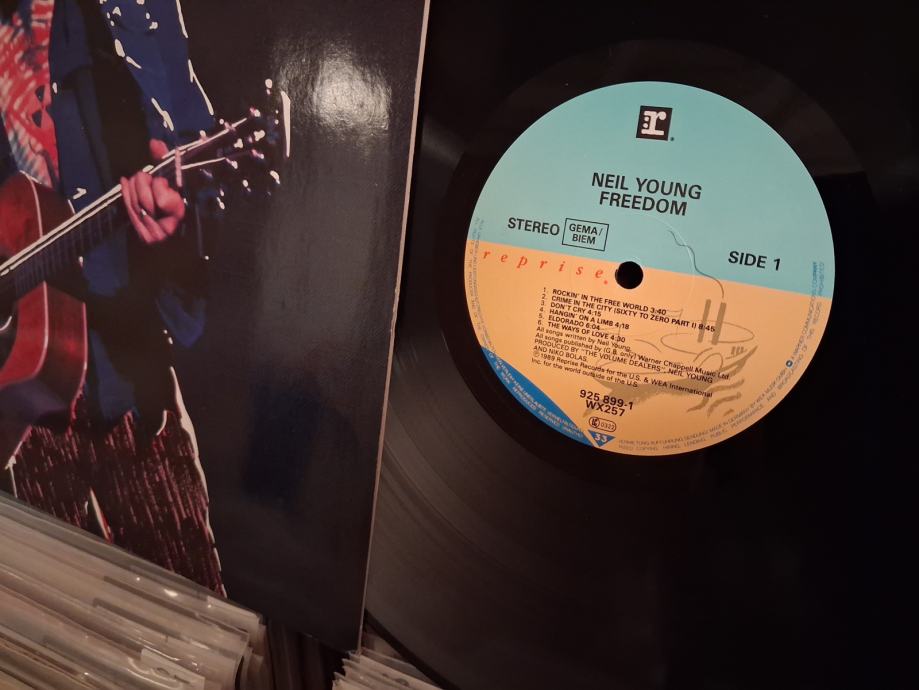 r
NEIL YOUNG
FREEDOM
STEREO
GEMA/
BIEM
SIDE 1
reprise.
1. ROCKIN' IN THE FREE WORLD 3:40
2. CRIME IN THE CITY (SIXTY TO ZERO PART I) 8:45
3. DON'T CRY 4:15
4. HANGIN' ON A LIMB 4:18
5. ELDORADO 6:04
6. THE WAYS OF LOVE 4:30
All songs written by Neil Young
All songs published by (G.B. only) Warner Chappell Music Ltd.
PRODUCED BY "THE VOLUME DEALERS": NEIL YOUNG
AND NIKO BOLAS.
℗ 1989 Reprise Records for the U.S. & WEA International
Inc. for the world outside of the U.S.
925 899-1
WX257
LC 0322
33